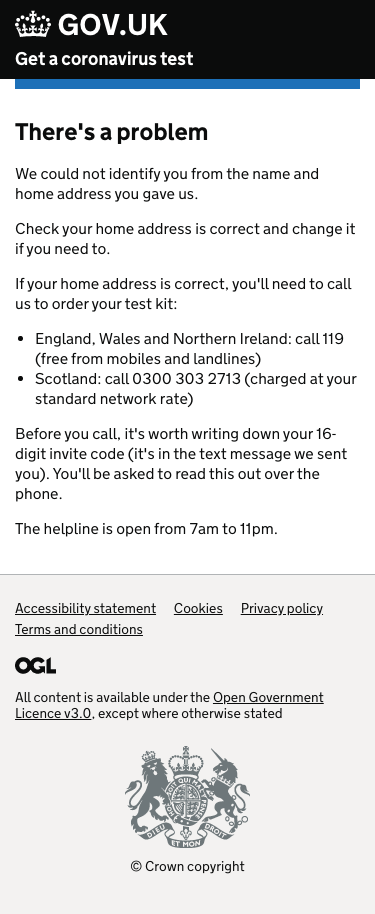 GOV.UK
Get a coronavirus test
There's a problem
We could not identify you from the name and
home address you gave us.
Check your home address is correct and change it
if you need to.
If your home address is correct, you'll need to call
us to order your test kit:
• England, Wales and Northern Ireland: call 119
(free from mobiles and landlines)
• Scotland: call 0300 303 2713 (charged at your
standard network rate)
Before you call, it's worth writing down your 16-
digit invite code (it's in the text message we sent
you). You'll be asked to read this out over the
phone.
The helpline is open from 7am to 11pm.
Accessibility statement Cookies Privacy policy
Terms and conditions
OGL
All content is available under the Open Government
Licence v3.0, except where otherwise stated
DIEU ET MON DROIT
© Crown copyright